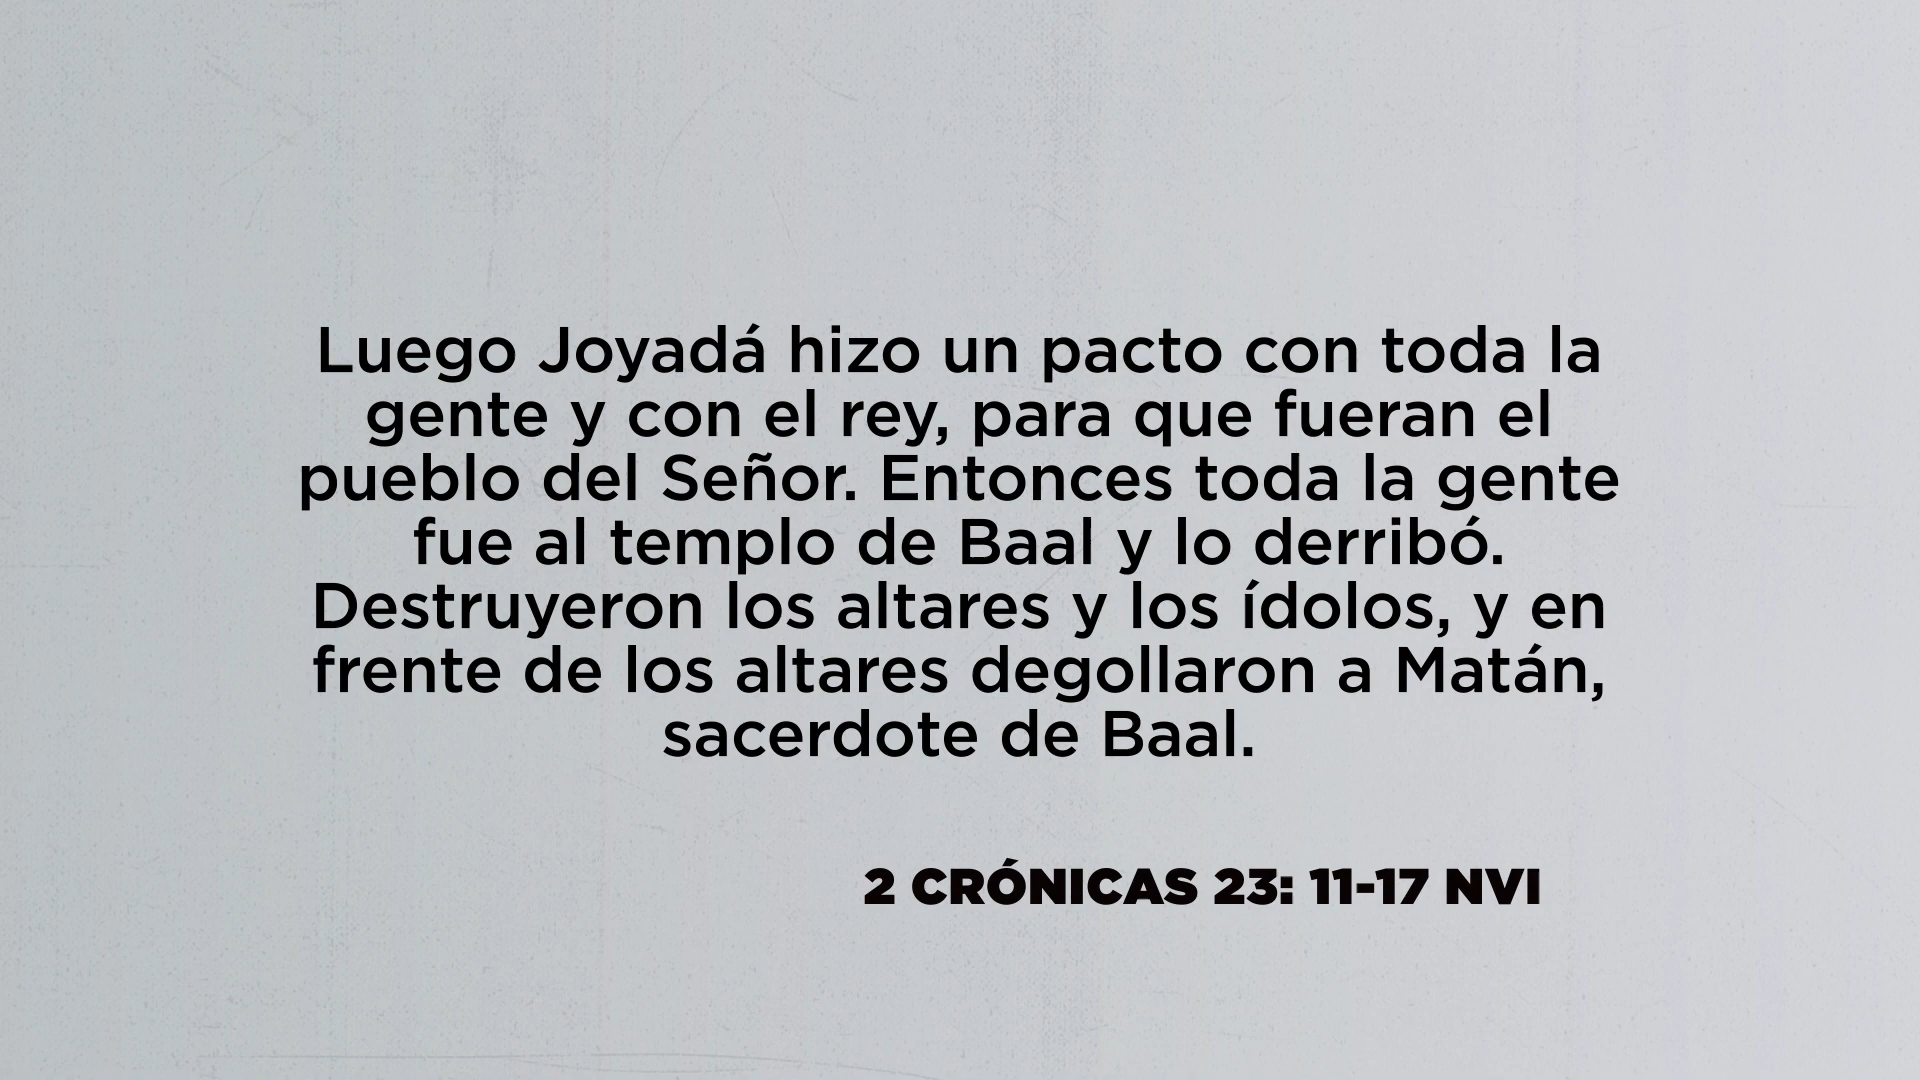 Luego Joyadá hizo un pacto con toda la
gente y con el rey, para que fueran el
pueblo del Señor. Entonces toda la gente
fue al templo de Baal y lo derribó.
Destruyeron los altares y los ídolos, y en
frente de los altares degollaron a Matán,
sacerdote de Baal.
2 CRÓNICAS 23: 11-17 NVI